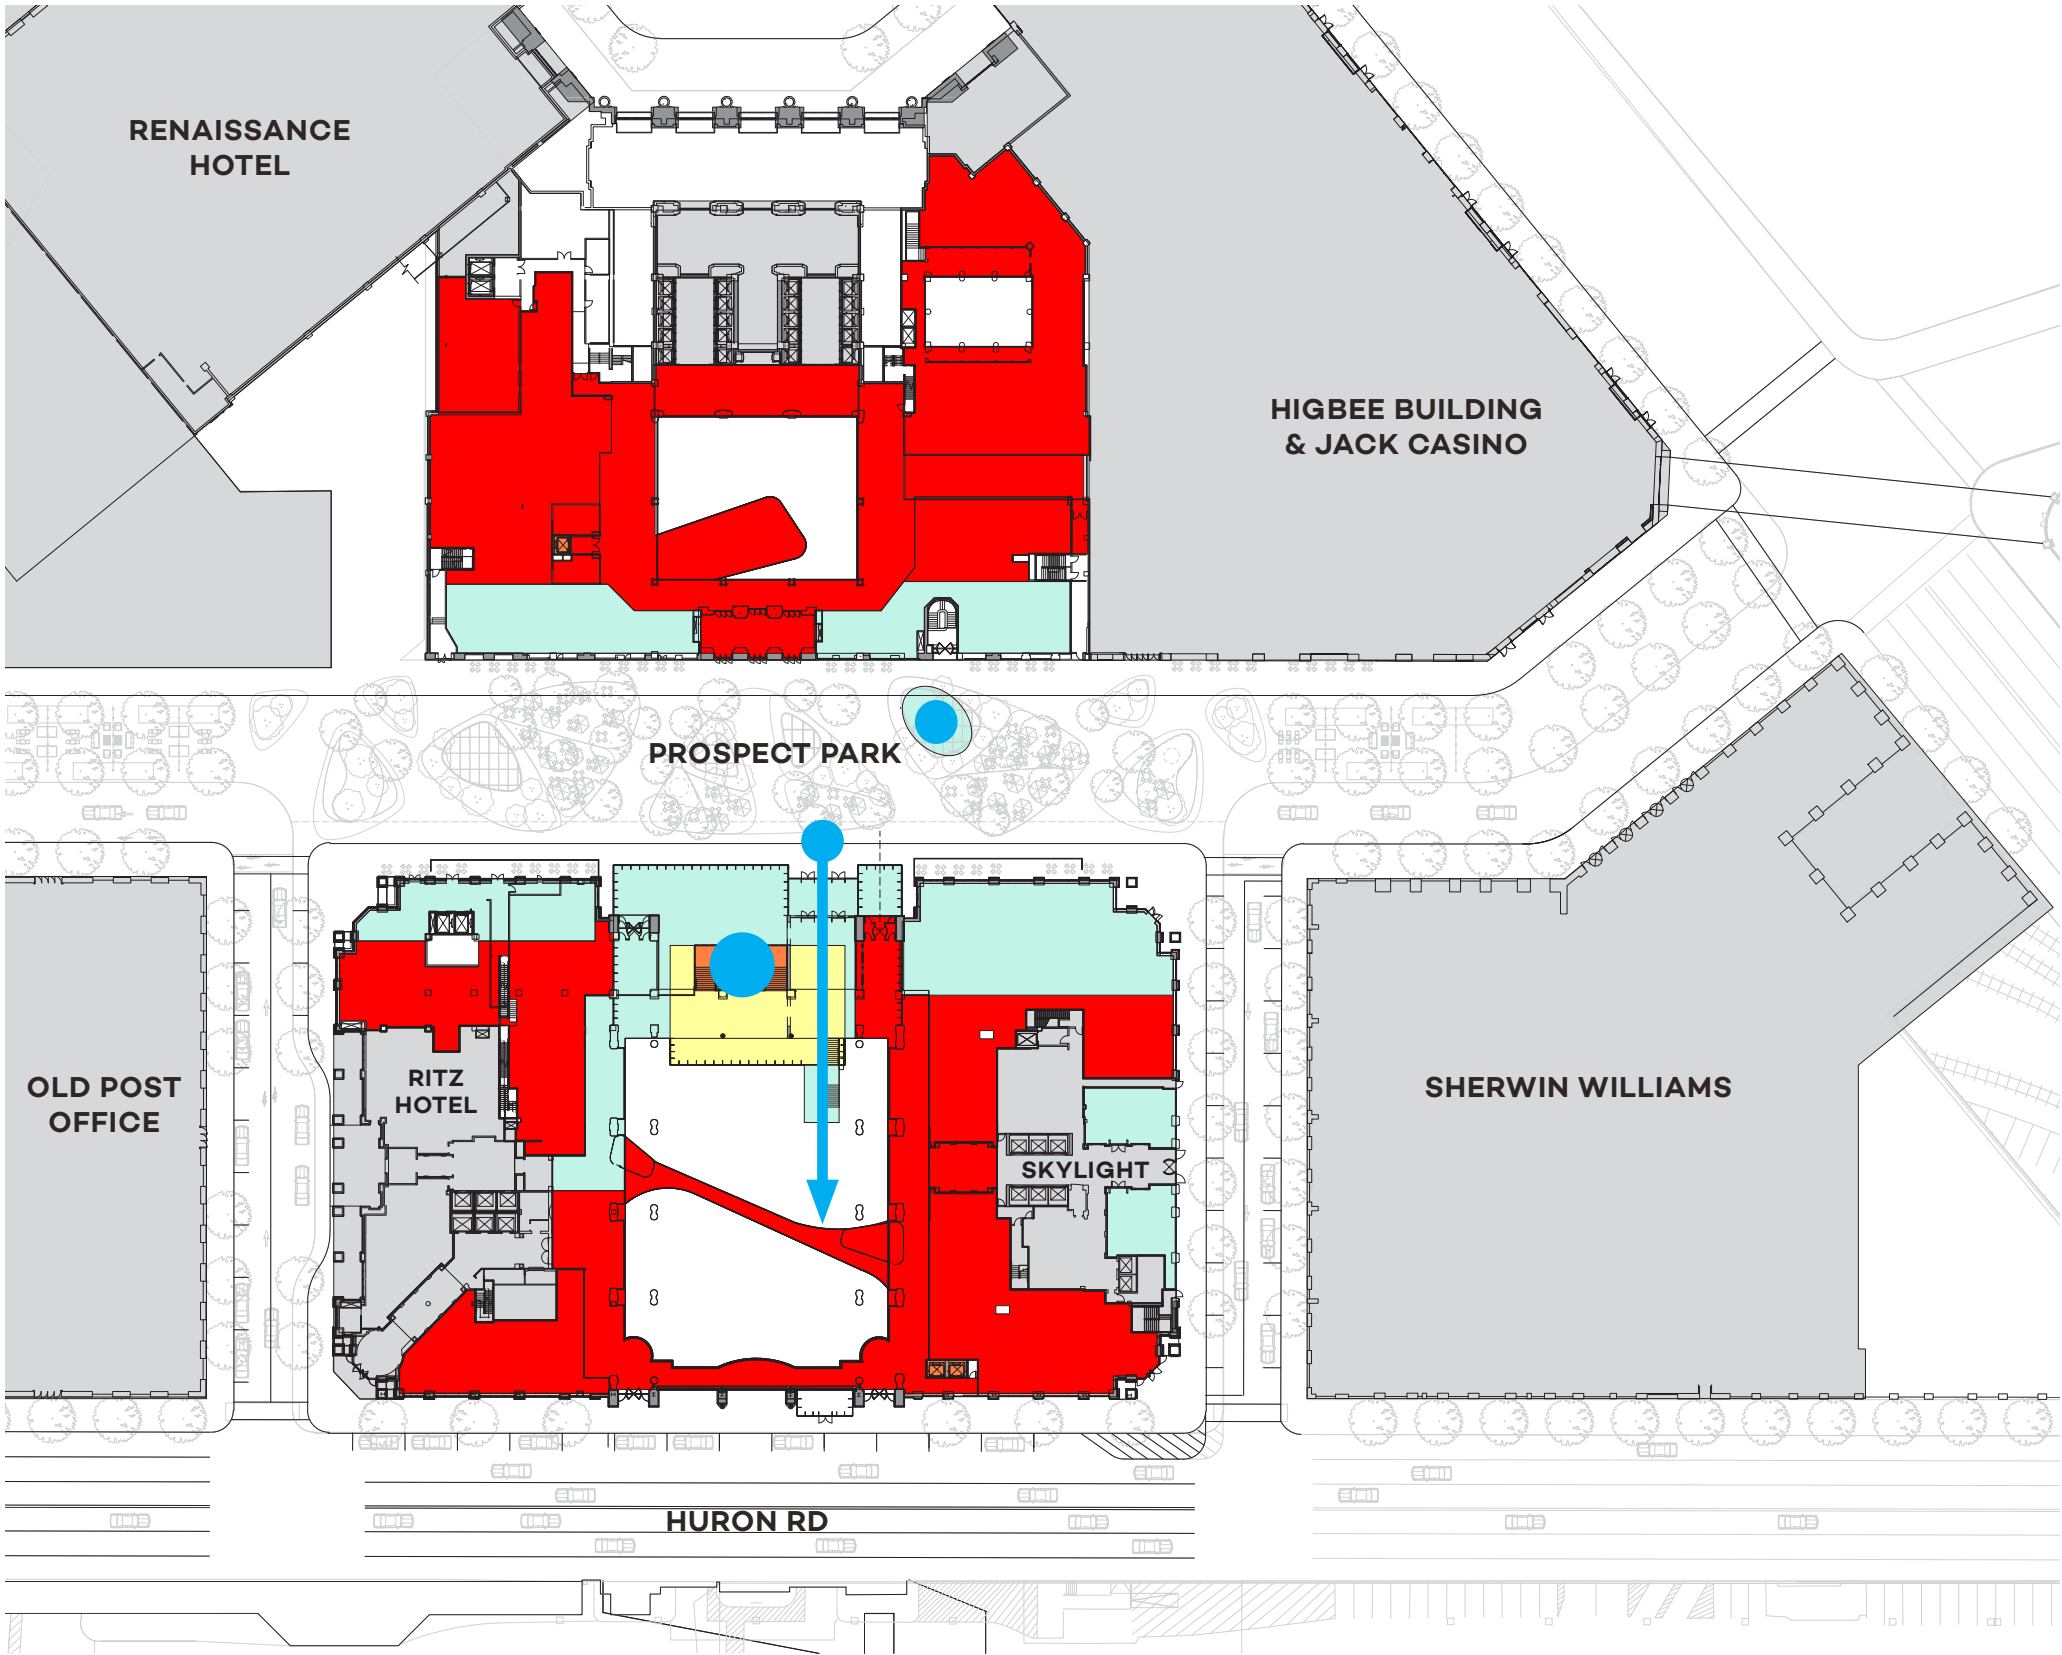 RENAISSANCE
HOTEL
HIGBEE BUILDING
& JACK CASINO
PROSPECT PARK
OLD POST
OFFICE
RITZ
HOTEL
SKYLIGHT
SHERWIN WILLIAMS
HURON RD